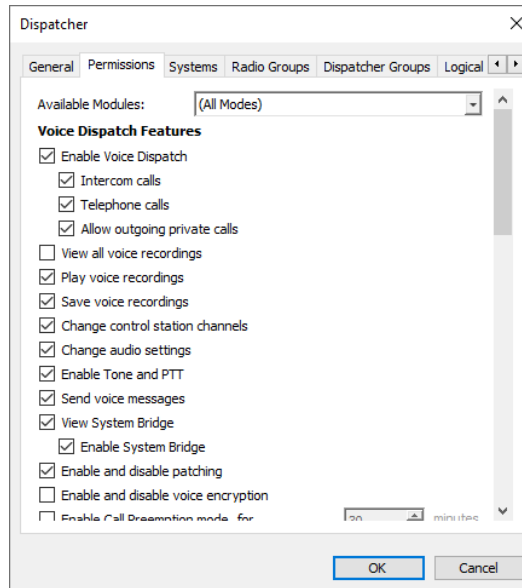 Dispatcher
General Permissions Systems Radio Groups Dispatcher Groups Logical
Available Modules: (All Modes)
Voice Dispatch Features
Enable Voice Dispatch
Intercom calls
Telephone calls
Allow outgoing private calls
View all voice recordings
Play voice recordings
Save voice recordings
Change control station channels
Change audio settings
Enable Tone and PTT
Send voice messages
View System Bridge
Enable System Bridge
Enable and disable patching
Enable and disable voice encryption
Enable Call Preemption mode for minutes
OK Cancel